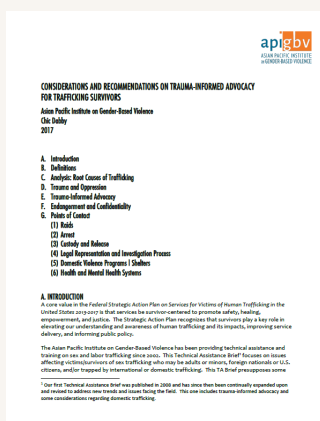 apigbv
ASIAN PACIFIC INSTITUTE
on GENDER-BASED VIOLENCE
CONSIDERATIONS AND RECOMMENDATIONS ON TRAUMA-INFORMED ADVOCACY
FOR TRAFFICKING SURVIVORS
Asian Pacific Institute on Gender-Based Violence
Chic Dabby
2017
A. Introduction
B. Definitions
C. Analysis: Root Causes of Trafficking
D. Trauma and Oppression
E. Trauma-Informed Advocacy
F. Endangerment and Confidentiality
G. Points of Contact
(1) Raids
(2) Arrest
(3) Custody and Release
(4) Legal Representation and Investigation Process
(5) Domestic Violence Programs | Shelters
(6) Health and Mental Health Systems
A. INTRODUCTION
A core value in the Federal Strategic Action Plan on Services for Victims of Human Trafficking in the
United States 2013-2017 is that services be survivor-centered to promote safety, healing,
empowerment, and justice. The Strategic Action Plan recognizes that survivors play a key role in
elevating our understanding and awareness of human trafficking and its impacts, improving service
delivery, and informing public policy.
The Asian Pacific Institute on Gender-Based Violence has been providing technical assistance and
training on sex and labor trafficking since 2002. This Technical Assistance Brief¹ focuses on issues
affecting victims/survivors of sex trafficking who may be adults or minors, foreign nationals or U.S.
citizens, and/or trapped by international or domestic trafficking. This TA Brief presupposes some
¹ Our first Technical Assistance Brief was published in 2008 and has since then been continually expanded
and revised to address new trends and issues facing the field. This one includes trauma-informed advocacy and
some considerations regarding domestic trafficking.